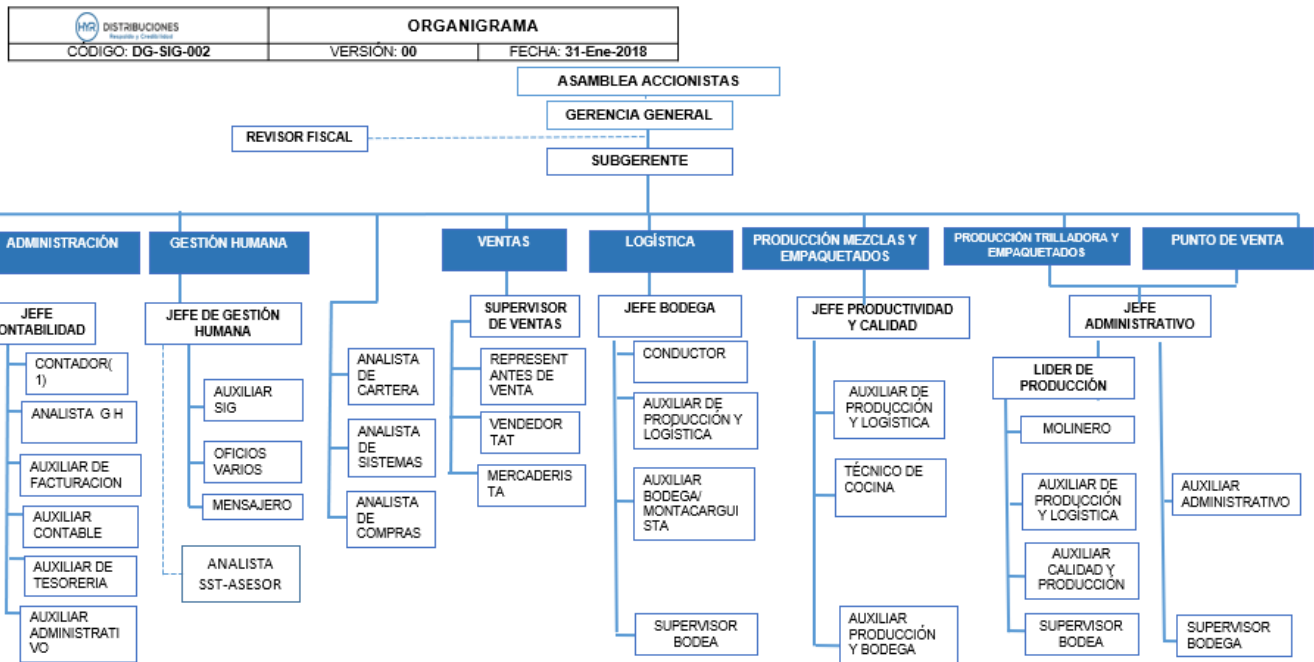 HYR DISTRIBUCIONES
Respaldo y Credibilidad
ORGANIGRAMA
CÓDIGO: DG-SIG-002
VERSIÓN: 00
FECHA: 31-Ene-2018
ASAMBLEA ACCIONISTAS
GERENCIA GENERAL
REVISOR FISCAL
SUBGERENTE
ADMINISTRACIÓN
GESTIÓN HUMANA
VENTAS
LOGÍSTICA
PRODUCCIÓN MEZCLAS Y
EMPAQUETADOS
PRODUCCIÓN TRILLADORA Y
EMPAQUETADOS
PUNTO DE VENTA
JEFE
ONTABILIDAD
CONTADOR(
1)
ANALISTA G H
AUXILIAR DE
FACTURACION
AUXILIAR
CONTABLE
AUXILIAR DE
TESORERIA
AUXILIAR
ADMINISTRATI
VO
JEFE DE GESTIÓN
HUMANA
AUXILIAR
SIG
OFICIOS
VARIOS
MENSAJERO
ANALISTA
SST-ASESOR
ANALISTA
DE
CARTERA
ANALISTA
DE
SISTEMAS
ANALISTA
DE
COMPRAS
SUPERVISOR
DE VENTAS
REPRESENT
ANTES DE
VENTA
VENDEDOR
TAT
MERCADERIS
TA
JEFE BODEGA
CONDUCTOR
AUXILIAR DE
PRODUCCIÓN Y
LOGÍSTICA
AUXILIAR
BODEGA/
MONTACARGUI
STA
SUPERVISOR
BODEA
JEFE PRODUCTIVIDAD
Y CALIDAD
AUXILIAR DE
PRODUCCIÓN
Y LOGÍSTICA
TÉCNICO DE
COCINA
AUXILIAR
PRODUCCIÓN
Y BODEGA
JEFE
ADMINISTRATIVO
LIDER DE
PRODUCCIÓN
MOLINERO
AUXILIAR DE
PRODUCCIÓN
Y LOGÍSTICA
AUXILIAR
CALIDAD Y
PRODUCCIÓN
SUPERVISOR
BODEA
AUXILIAR
ADMINISTRATIVO
SUPERVISOR
BODEGA